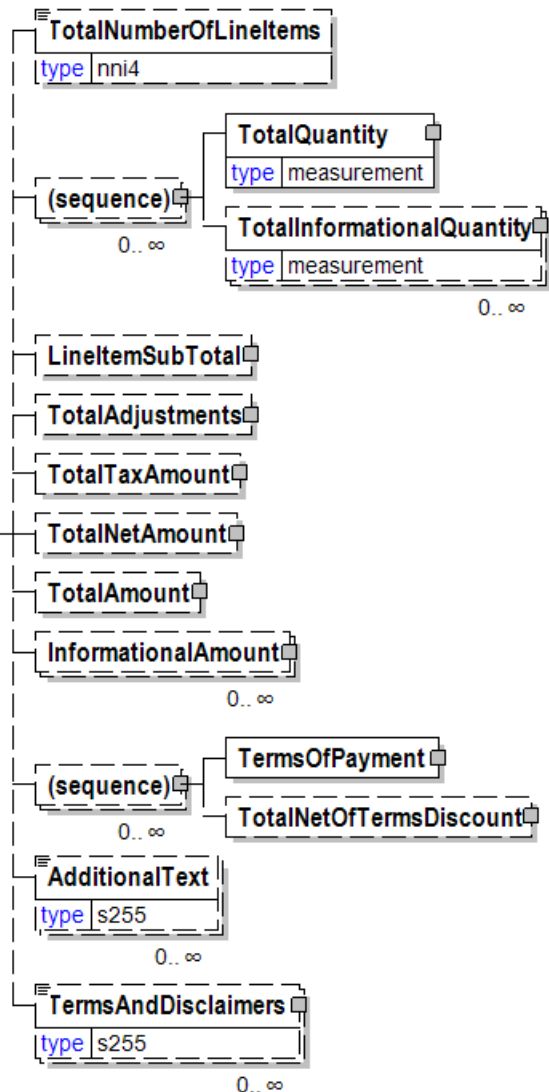 TotalNumberOfLineItems
type nni4
TotalQuantity
type measurement
(sequence)
0.. ∞
TotalInformationalQuantity
type measurement
0.. ∞
LineItemSubTotal
TotalAdjustments
TotalTaxAmount
TotalNetAmount
TotalAmount
InformationalAmount
0.. ∞
TermsOfPayment
(sequence)
0.. ∞
TotalNetOfTermsDiscount
AdditionalText
type s255
0.. ∞
TermsAndDisclaimers
type s255
0.. ∞